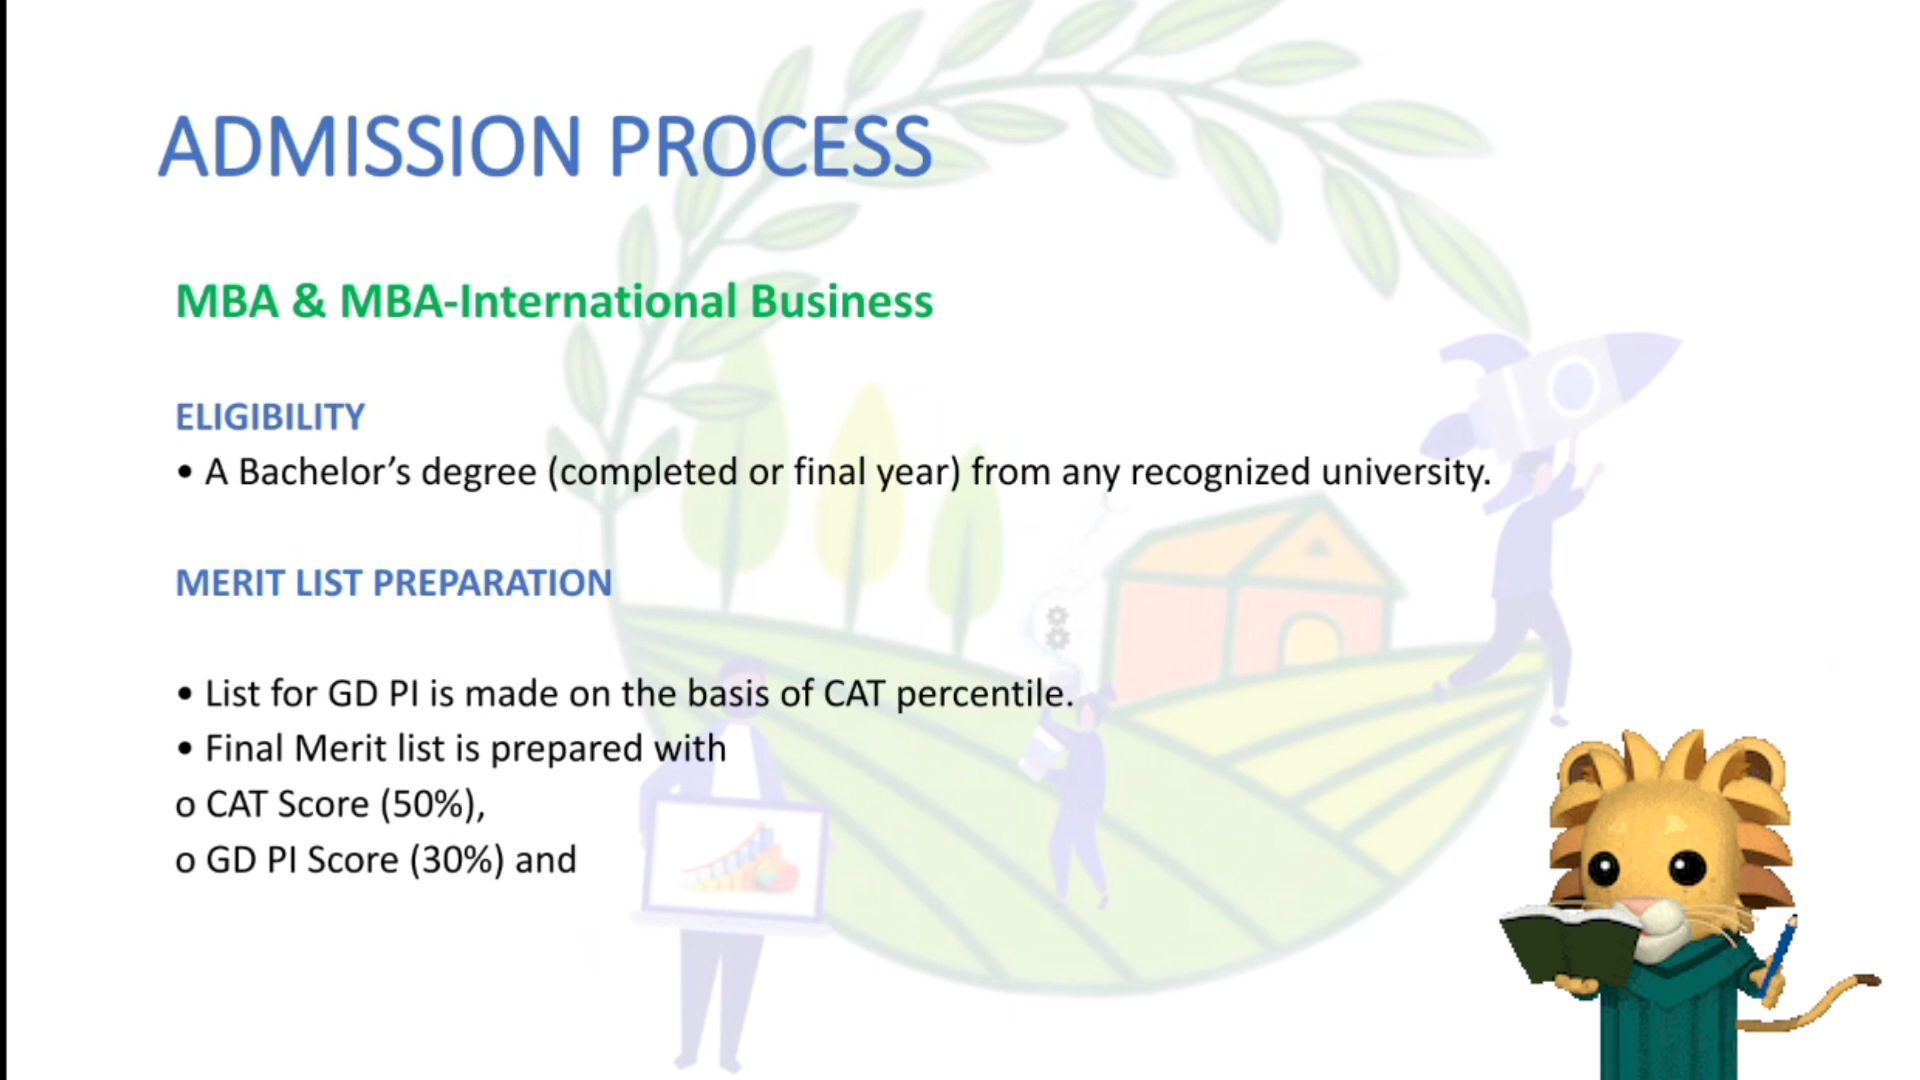 ADMISSION PROCESS
MBA & MBA-International Business
ELIGIBILITY
• A Bachelor’s degree (completed or final year) from any recognized university.
MERIT LIST PREPARATION
• List for GD PI is made on the basis of CAT percentile.
• Final Merit list is prepared with
o CAT Score (50%),
o GD PI Score (30%) and